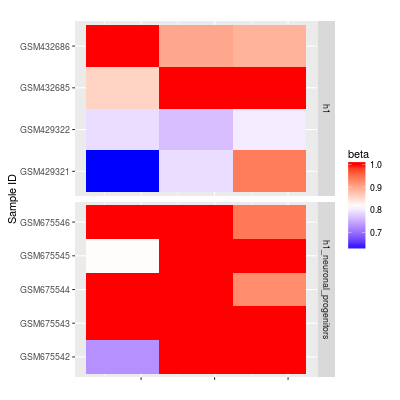 Sample ID
GSM432686
GSM432685
GSM429322
GSM429321
h1
GSM675546
GSM675545
GSM675544
GSM675543
GSM675542
h1_neuronal_progenitors
beta
1.0
0.9
0.8
0.7